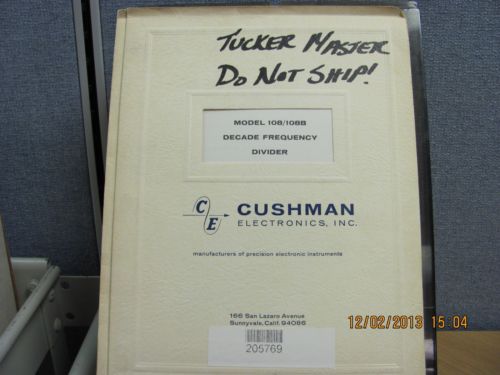 TUCKER MASTER
DO NOT SHIP!
MODEL 108/108B
DECADE FREQUENCY
DIVIDER
CE
CUSHMAN
ELECTRONICS, INC.
manufacturers of precision electronic instruments
166 San Lazaro Avenue
Sunnyvale, Calif. 94086
205769
12/02/2013 15:04